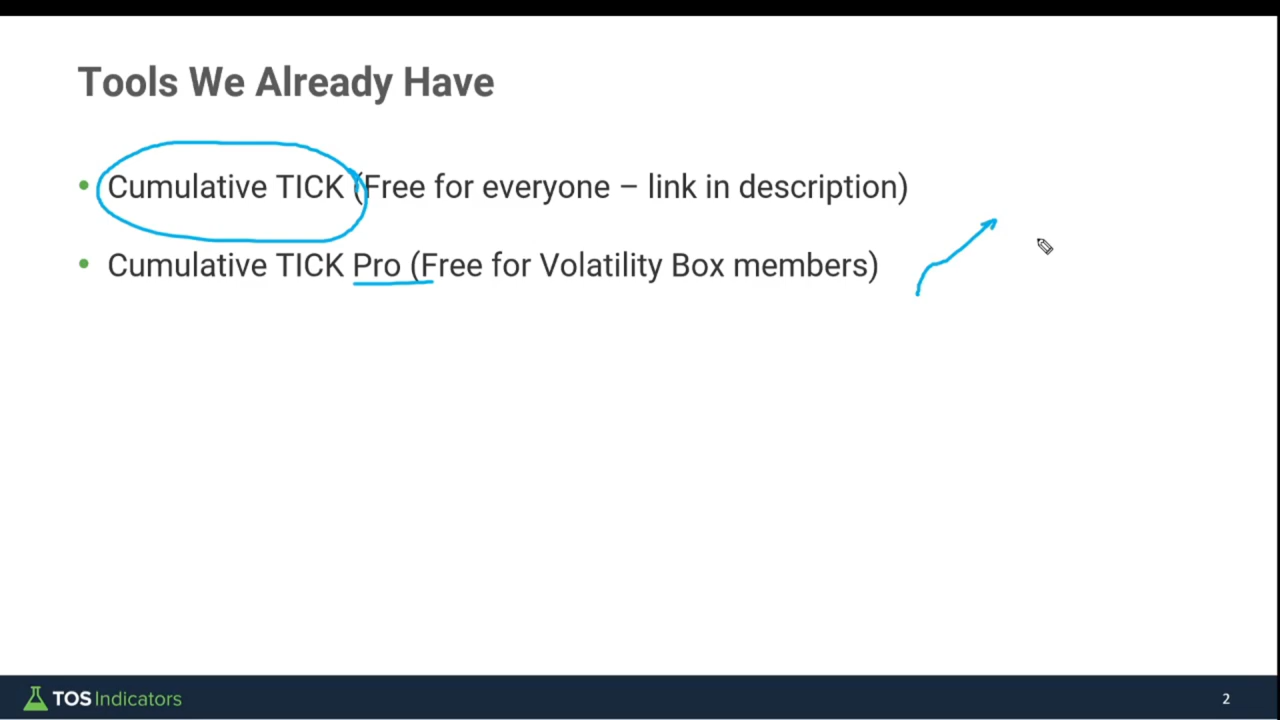 Tools We Already Have
• Cumulative TICK (Free for everyone – link in description)
• Cumulative TICK Pro (Free for Volatility Box members)
TOS Indicators
2